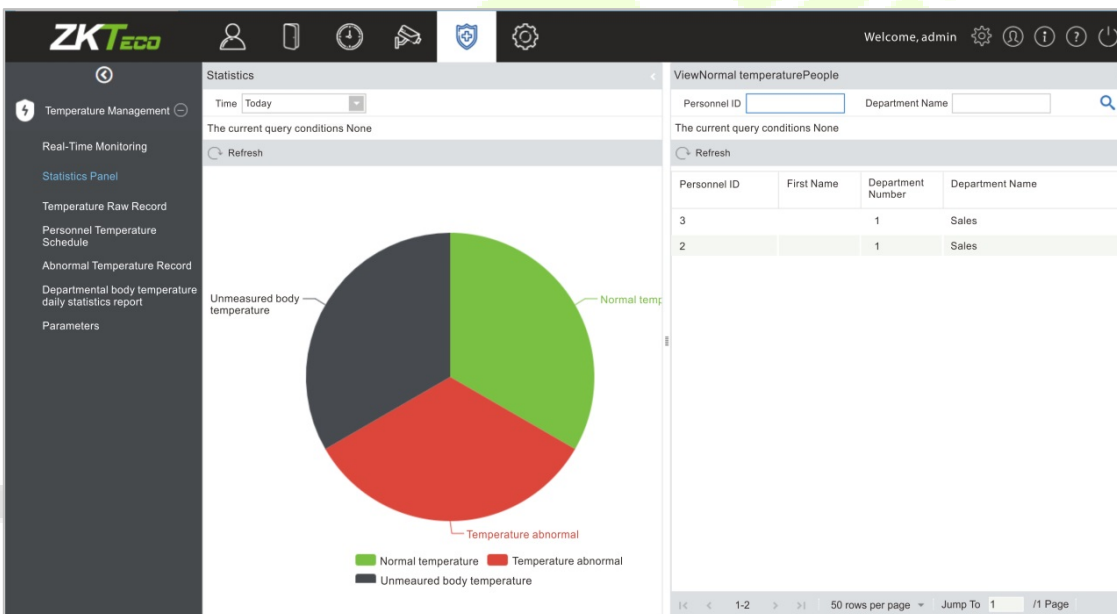 ZKTECO
Welcome, admin
Temperature Management
Real-Time Monitoring
Statistics Panel
Temperature Raw Record
Personnel Temperature
Schedule
Abnormal Temperature Record
Departmental body temperature
daily statistics report
Parameters
Statistics
Time Today
The current query conditions None
Refresh
Unmeasured body
temperature
Normal temp
Temperature abnormal
Normal temperature Temperature abnormal
Unmeaured body temperature
ViewNormal temperaturePeople
Personnel ID Department Name
The current query conditions None
Refresh
Personnel ID First Name Department Number Department Name
3 1 Sales
2 1 Sales
1-2 50 rows per page Jump To 1 /1 Page